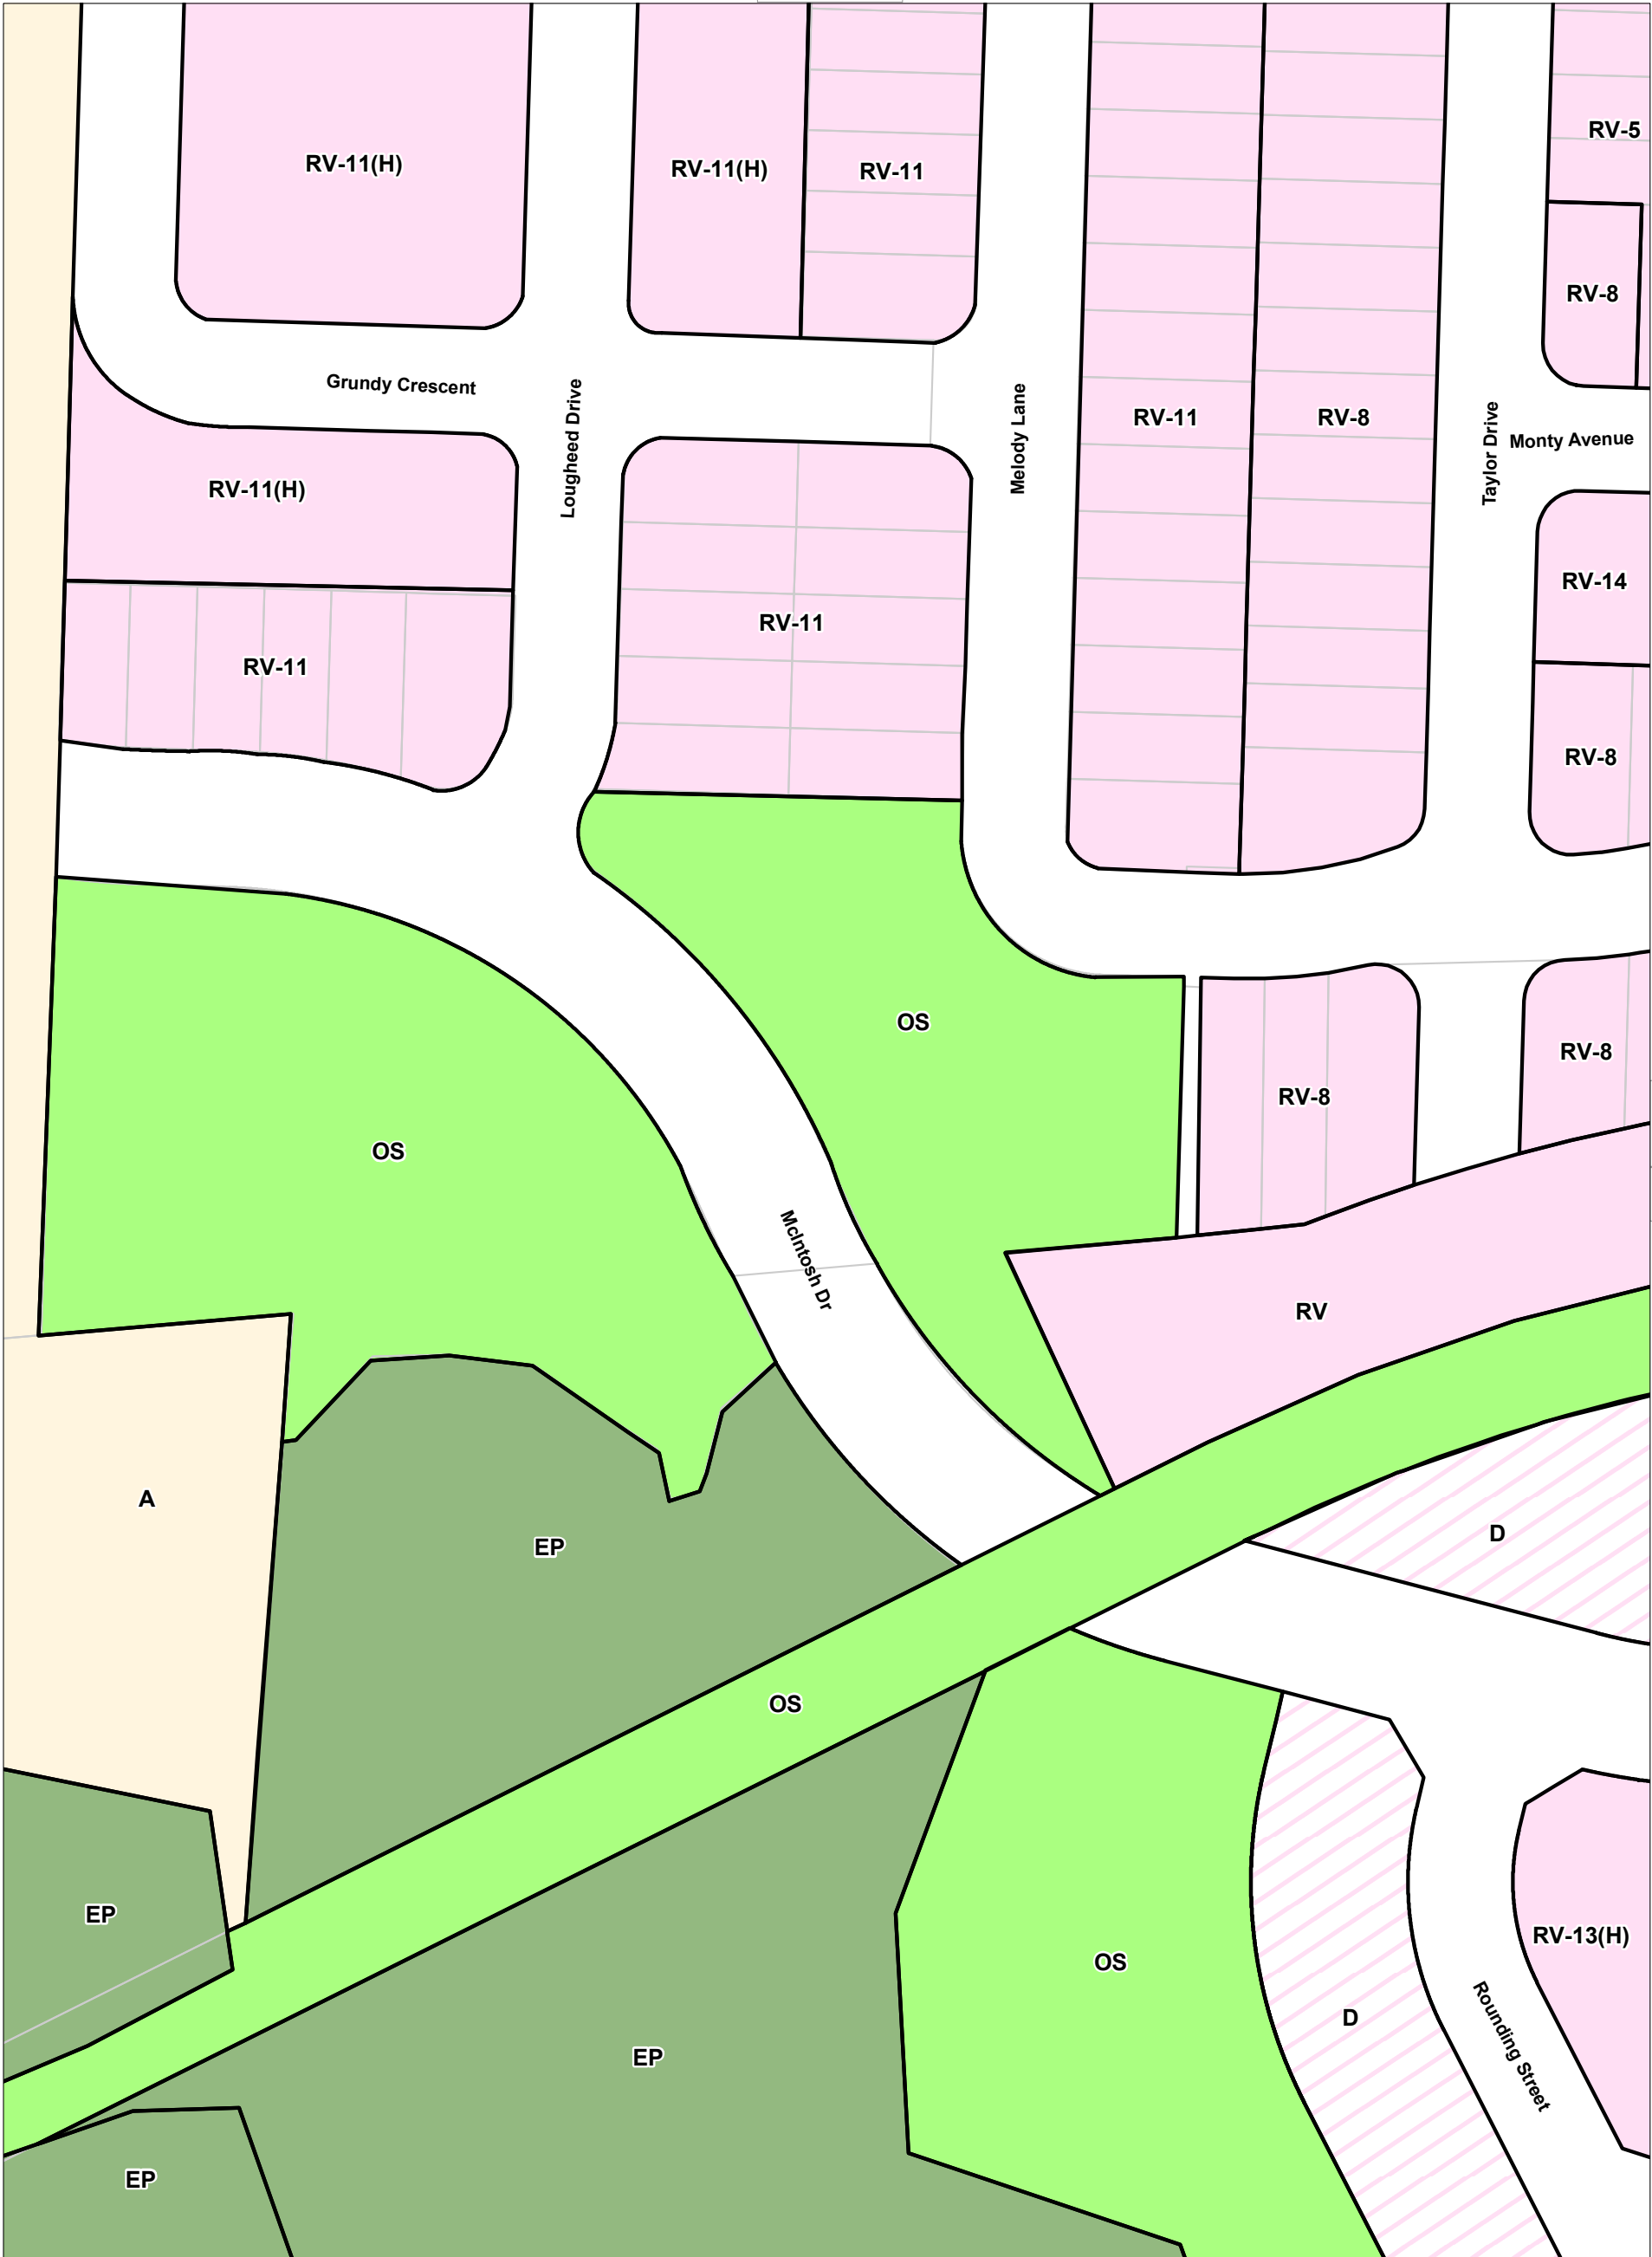 RV-5
RV-11(H)
RV-11(H)
RV-11
RV-8
Grundy Crescent
Lougheed Drive
Melody Lane
RV-11
RV-8
Taylor Drive
Monty Avenue
RV-11(H)
RV-14
RV-11
RV-11
RV-8
OS
RV-8
RV-8
OS
McIntosh Dr
RV
A
EP
D
OS
EP
RV-13(H)
OS
D
Rounding Street
EP
EP